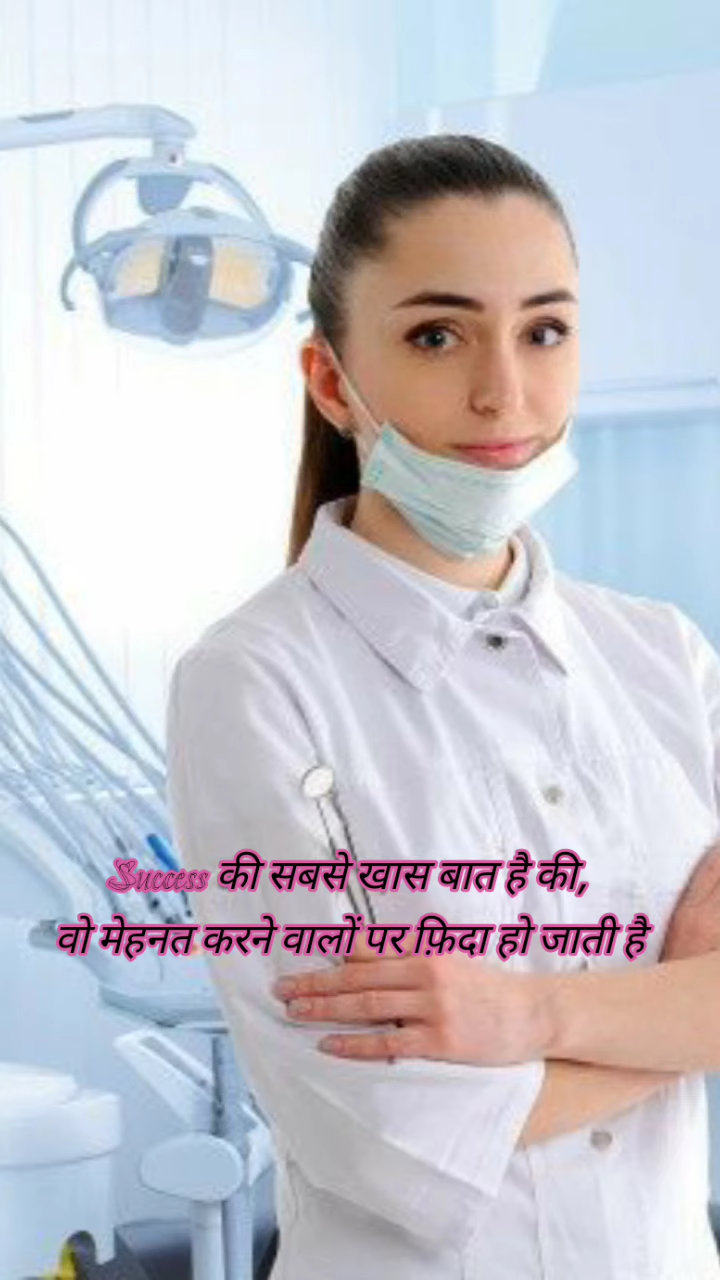 Success की सबसे खास बात है की,
वो मेहनत करने वालों पर फ़िदा हो जाती है